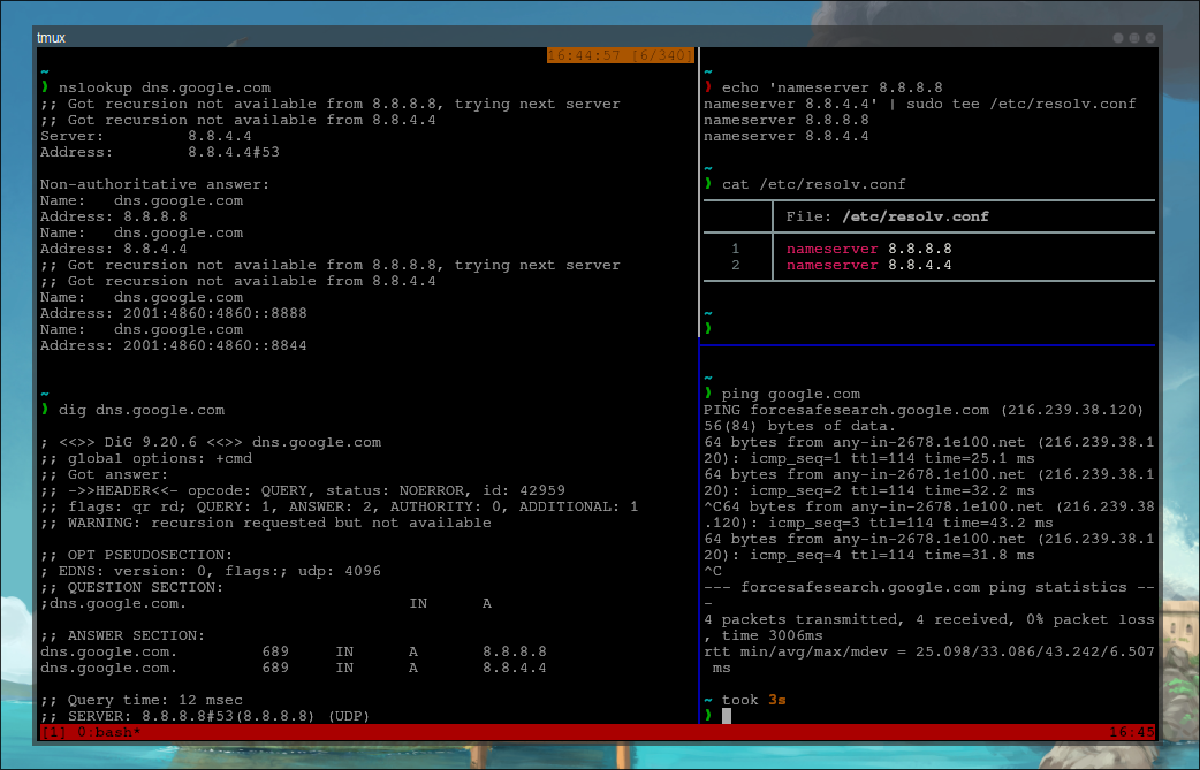 tmux
16:44:57 [6/340]
~
❯ nslookup dns.google.com
;; Got recursion not available from 8.8.8.8, trying next server
;; Got recursion not available from 8.8.4.4
Server:         8.8.4.4
Address:        8.8.4.4#53
Non-authoritative answer:
Name:   dns.google.com
Address: 8.8.8.8
Name:   dns.google.com
Address: 8.8.4.4
;; Got recursion not available from 8.8.8.8, trying next server
;; Got recursion not available from 8.8.4.4
Name:   dns.google.com
Address: 2001:4860:4860::8888
Name:   dns.google.com
Address: 2001:4860:4860::8844
~
❯ dig dns.google.com
; <<>> DiG 9.20.6 <<>> dns.google.com
;; global options: +cmd
;; Got answer:
;; ->>HEADER<<- opcode: QUERY, status: NOERROR, id: 42959
;; flags: qr rd; QUERY: 1, ANSWER: 2, AUTHORITY: 0, ADDITIONAL: 1
;; WARNING: recursion requested but not available
;; OPT PSEUDOSECTION:
; EDNS: version: 0, flags:; udp: 4096
;; QUESTION SECTION:
;dns.google.com.                        IN      A
;; ANSWER SECTION:
dns.google.com.         689     IN      A       8.8.8.8
dns.google.com.         689     IN      A       8.8.4.4
;; Query time: 12 msec
;; SERVER: 8.8.8.8#53(8.8.8.8) (UDP)
~
❯ echo 'nameserver 8.8.8.8
nameserver 8.8.4.4' | sudo tee /etc/resolv.conf
nameserver 8.8.8.8
nameserver 8.8.4.4
~
❯ cat /etc/resolv.conf
File: /etc/resolv.conf
1 nameserver 8.8.8.8
2 nameserver 8.8.4.4
~
❯
~
❯ ping google.com
PING forcesafesearch.google.com (216.239.38.120)
56(84) bytes of data.
64 bytes from any-in-2678.1e100.net (216.239.38.1
20): icmp_seq=1 ttl=114 time=25.1 ms
64 bytes from any-in-2678.1e100.net (216.239.38.1
20): icmp_seq=2 ttl=114 time=32.2 ms
^C64 bytes from any-in-2678.1e100.net (216.239.38
.120): icmp_seq=3 ttl=114 time=43.2 ms
64 bytes from any-in-2678.1e100.net (216.239.38.1
20): icmp_seq=4 ttl=114 time=31.8 ms
^C
--- forcesafesearch.google.com ping statistics --
-
4 packets transmitted, 4 received, 0% packet loss
, time 3006ms
rtt min/avg/max/mdev = 25.098/33.086/43.242/6.507
 ms
~ took 3s
❯
[1] 0:bash*
16:45